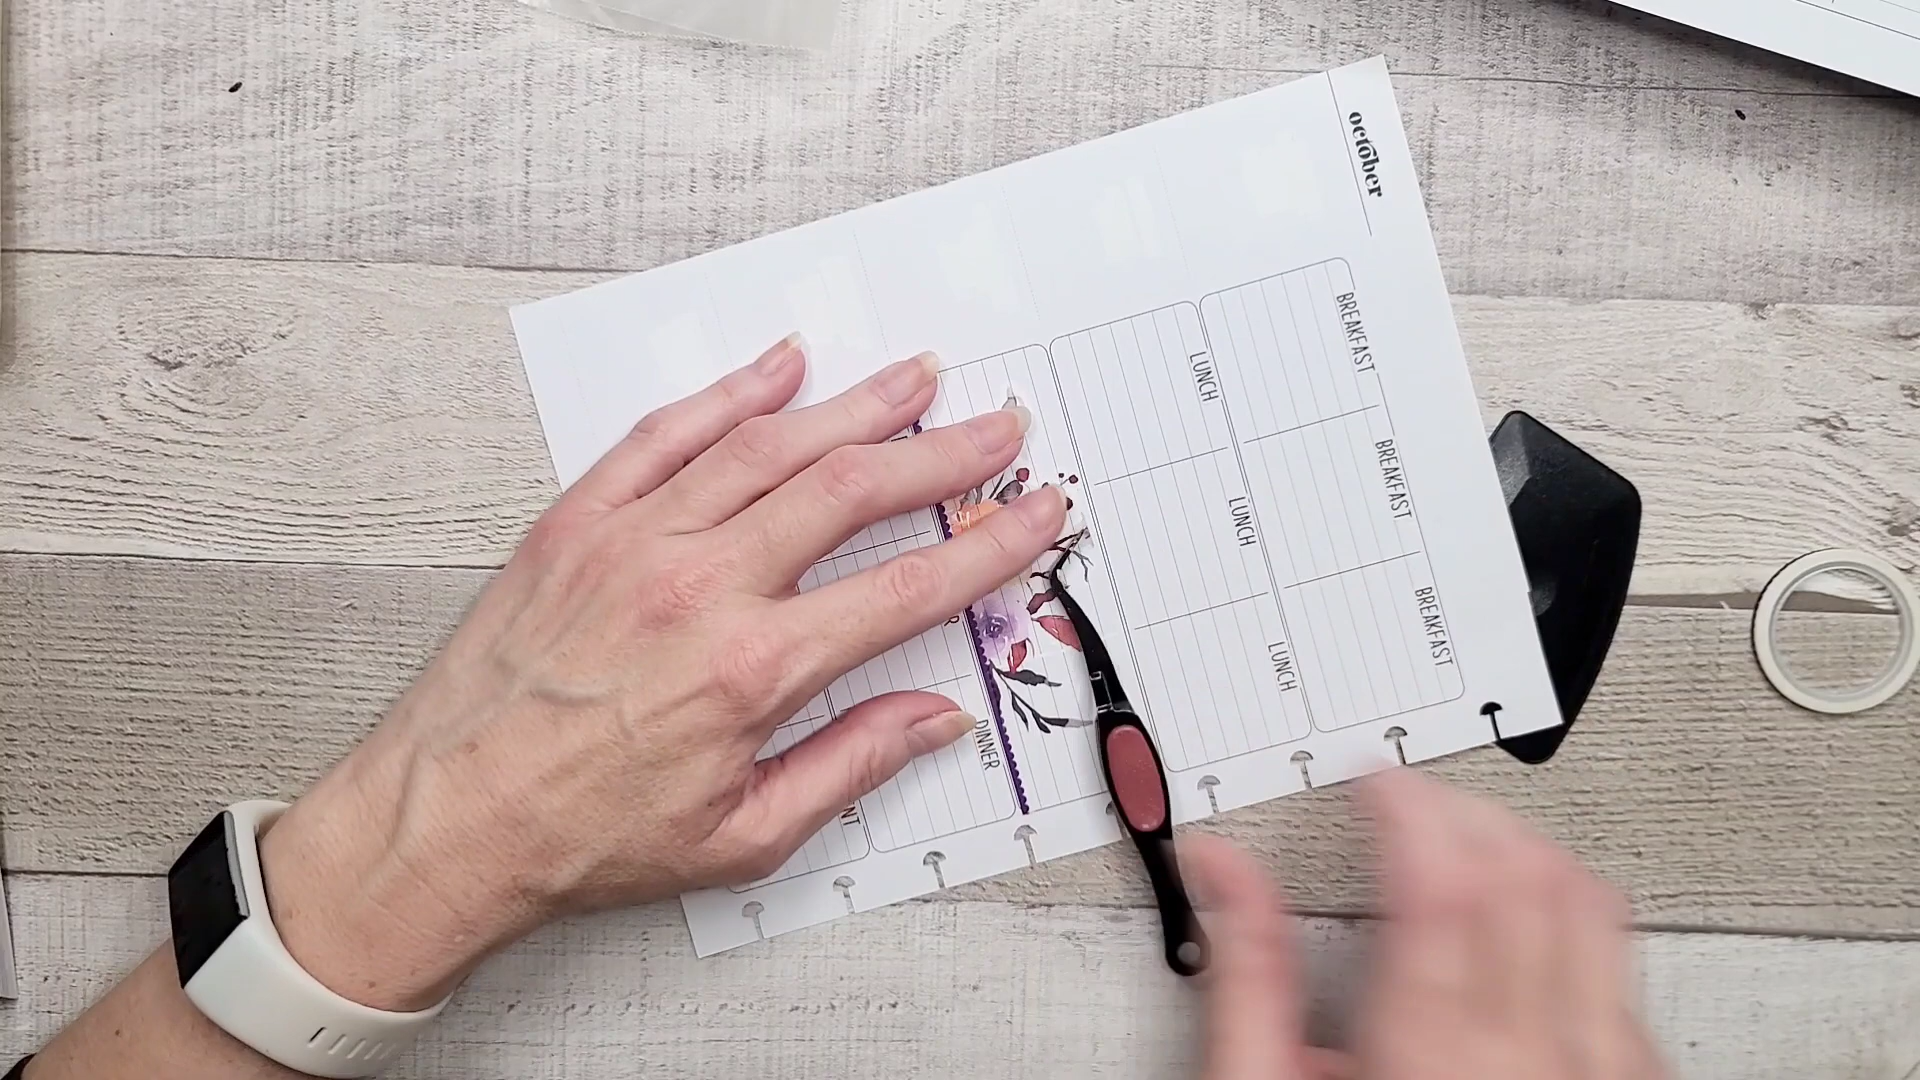 october
BREAKFAST
BREAKFAST
BREAKFAST
LUNCH
LUNCH
LUNCH
DINNER